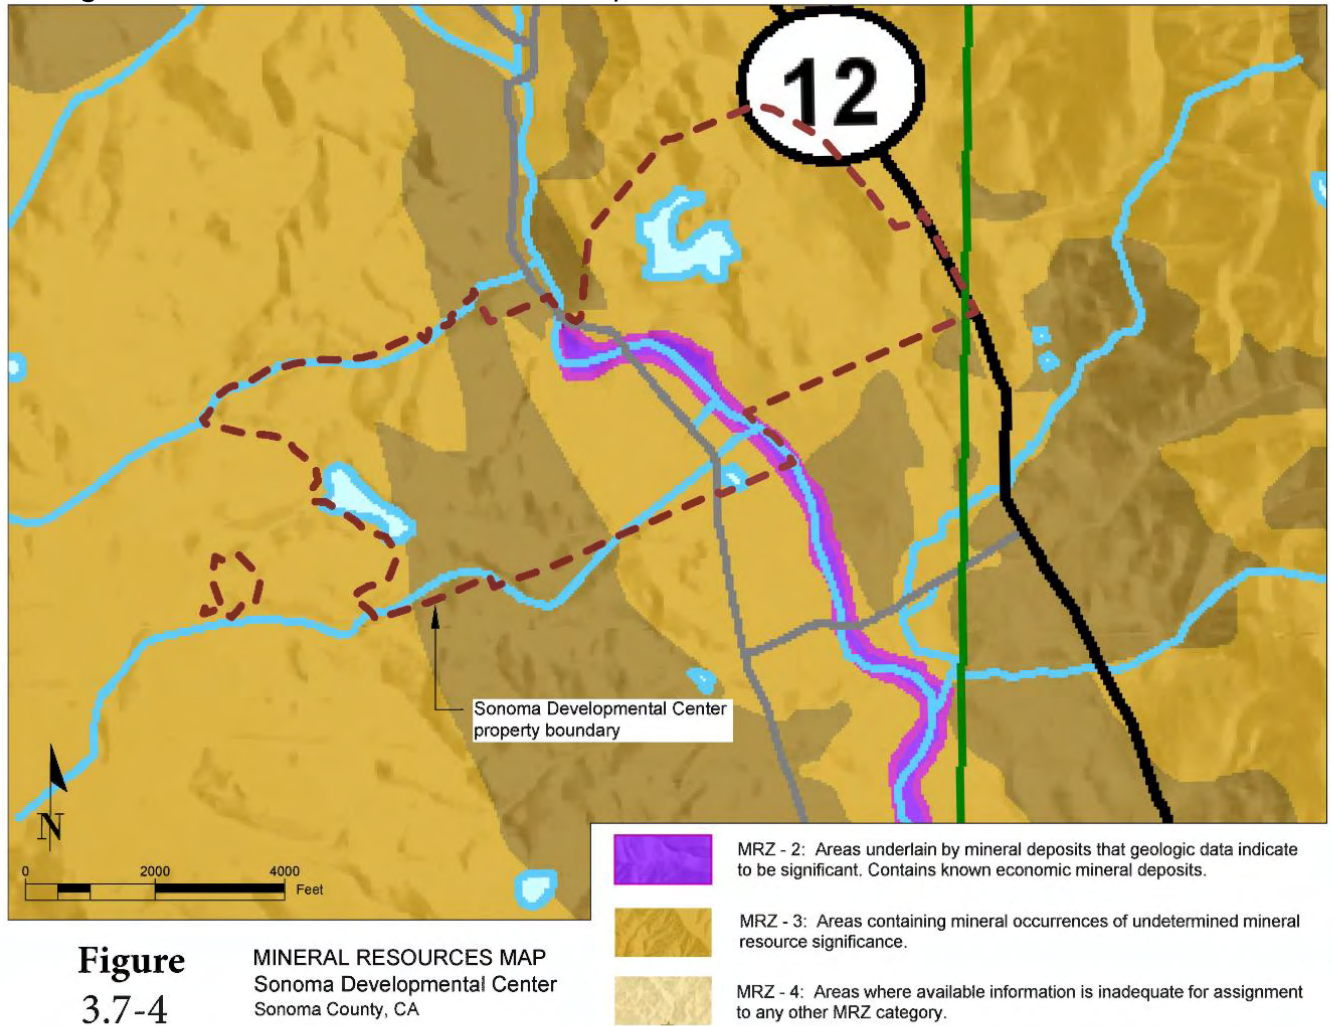 12
Sonoma Developmental Center
property boundary
N
0 2000 4000
Feet
MRZ - 2: Areas underlain by mineral deposits that geologic data indicate
to be significant. Contains known economic mineral deposits.
MRZ - 3: Areas containing mineral occurrences of undetermined mineral
resource significance.
MRZ - 4: Areas where available information is inadequate for assignment
to any other MRZ category.
Figure
3.7-4
MINERAL RESOURCES MAP
Sonoma Developmental Center
Sonoma County, CA